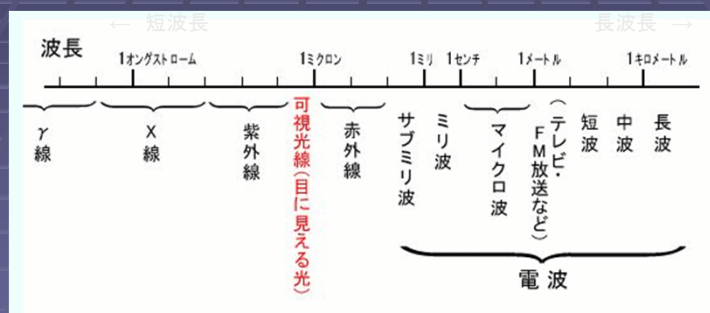 ← 短波長
長波長 →
波長
1オングストローム
1ミクロン
1ミリ
1センチ
1メートル
1キロメートル
γ線
X線
紫外線
可視光線(目に見える光)
赤外線
サブミリ波
ミリ波
マイクロ波
(テレビ・
FM放送など)
短波
中波
長波
電波